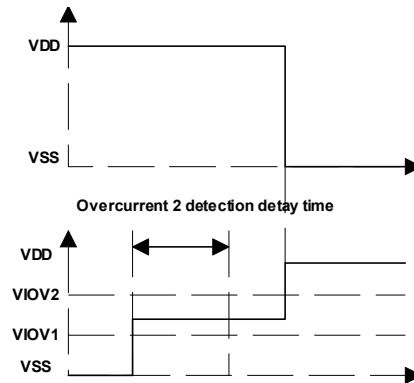 VDD
VSS
Overcurrent 2 detection detay time
VDD
VIOV2
VIOV1
VSS